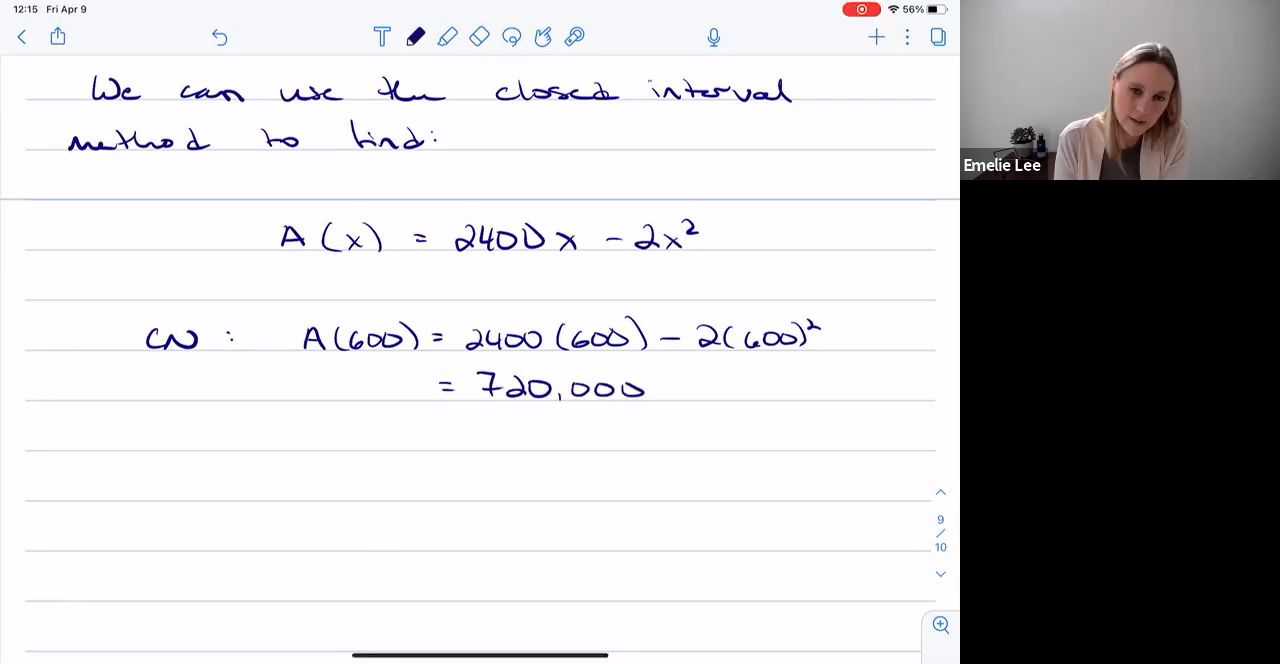 12:15 Fri Apr 9
56%
We can use the closed interval
method to find:
A(x) = 2400x - 2x²
CN : A(600) = 2400(600) - 2(600)²
= 720,000
9
/
10
Emelie Lee